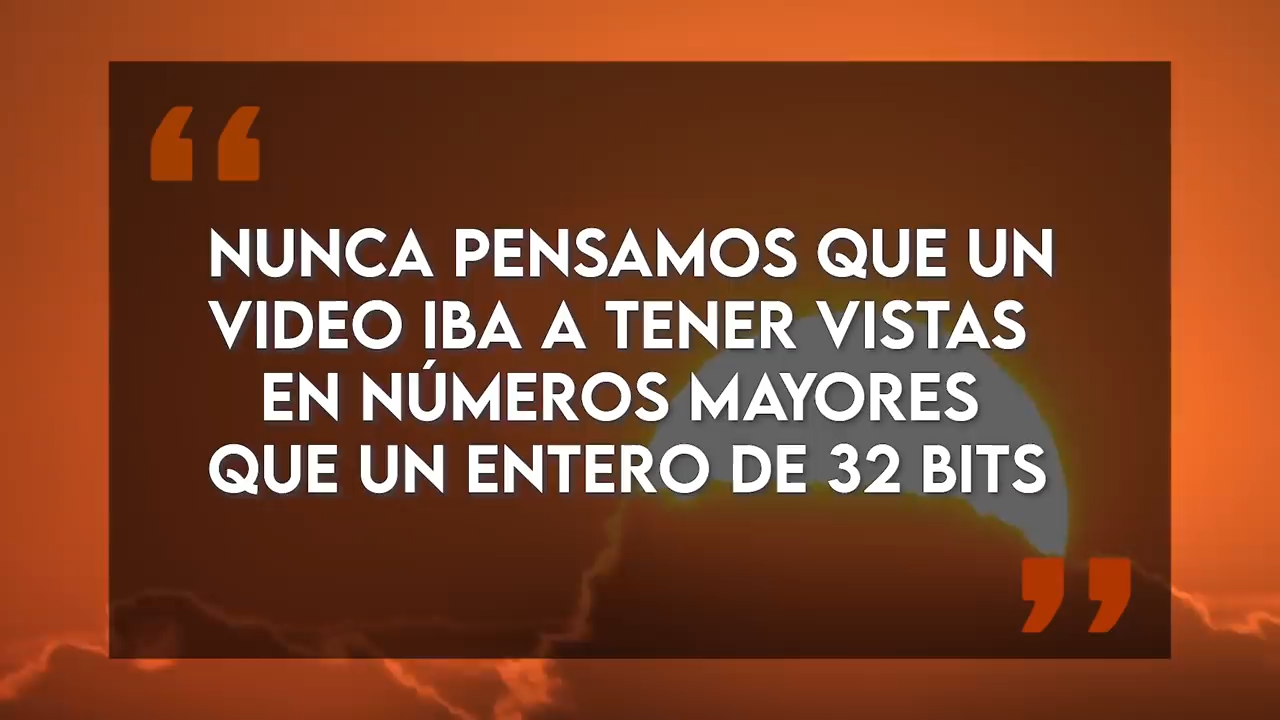 “
NUNCA PENSAMOS QUE UN
VIDEO IBA A TENER VISTAS
EN NÚMEROS MAYORES
QUE UN ENTERO DE 32 BITS
”